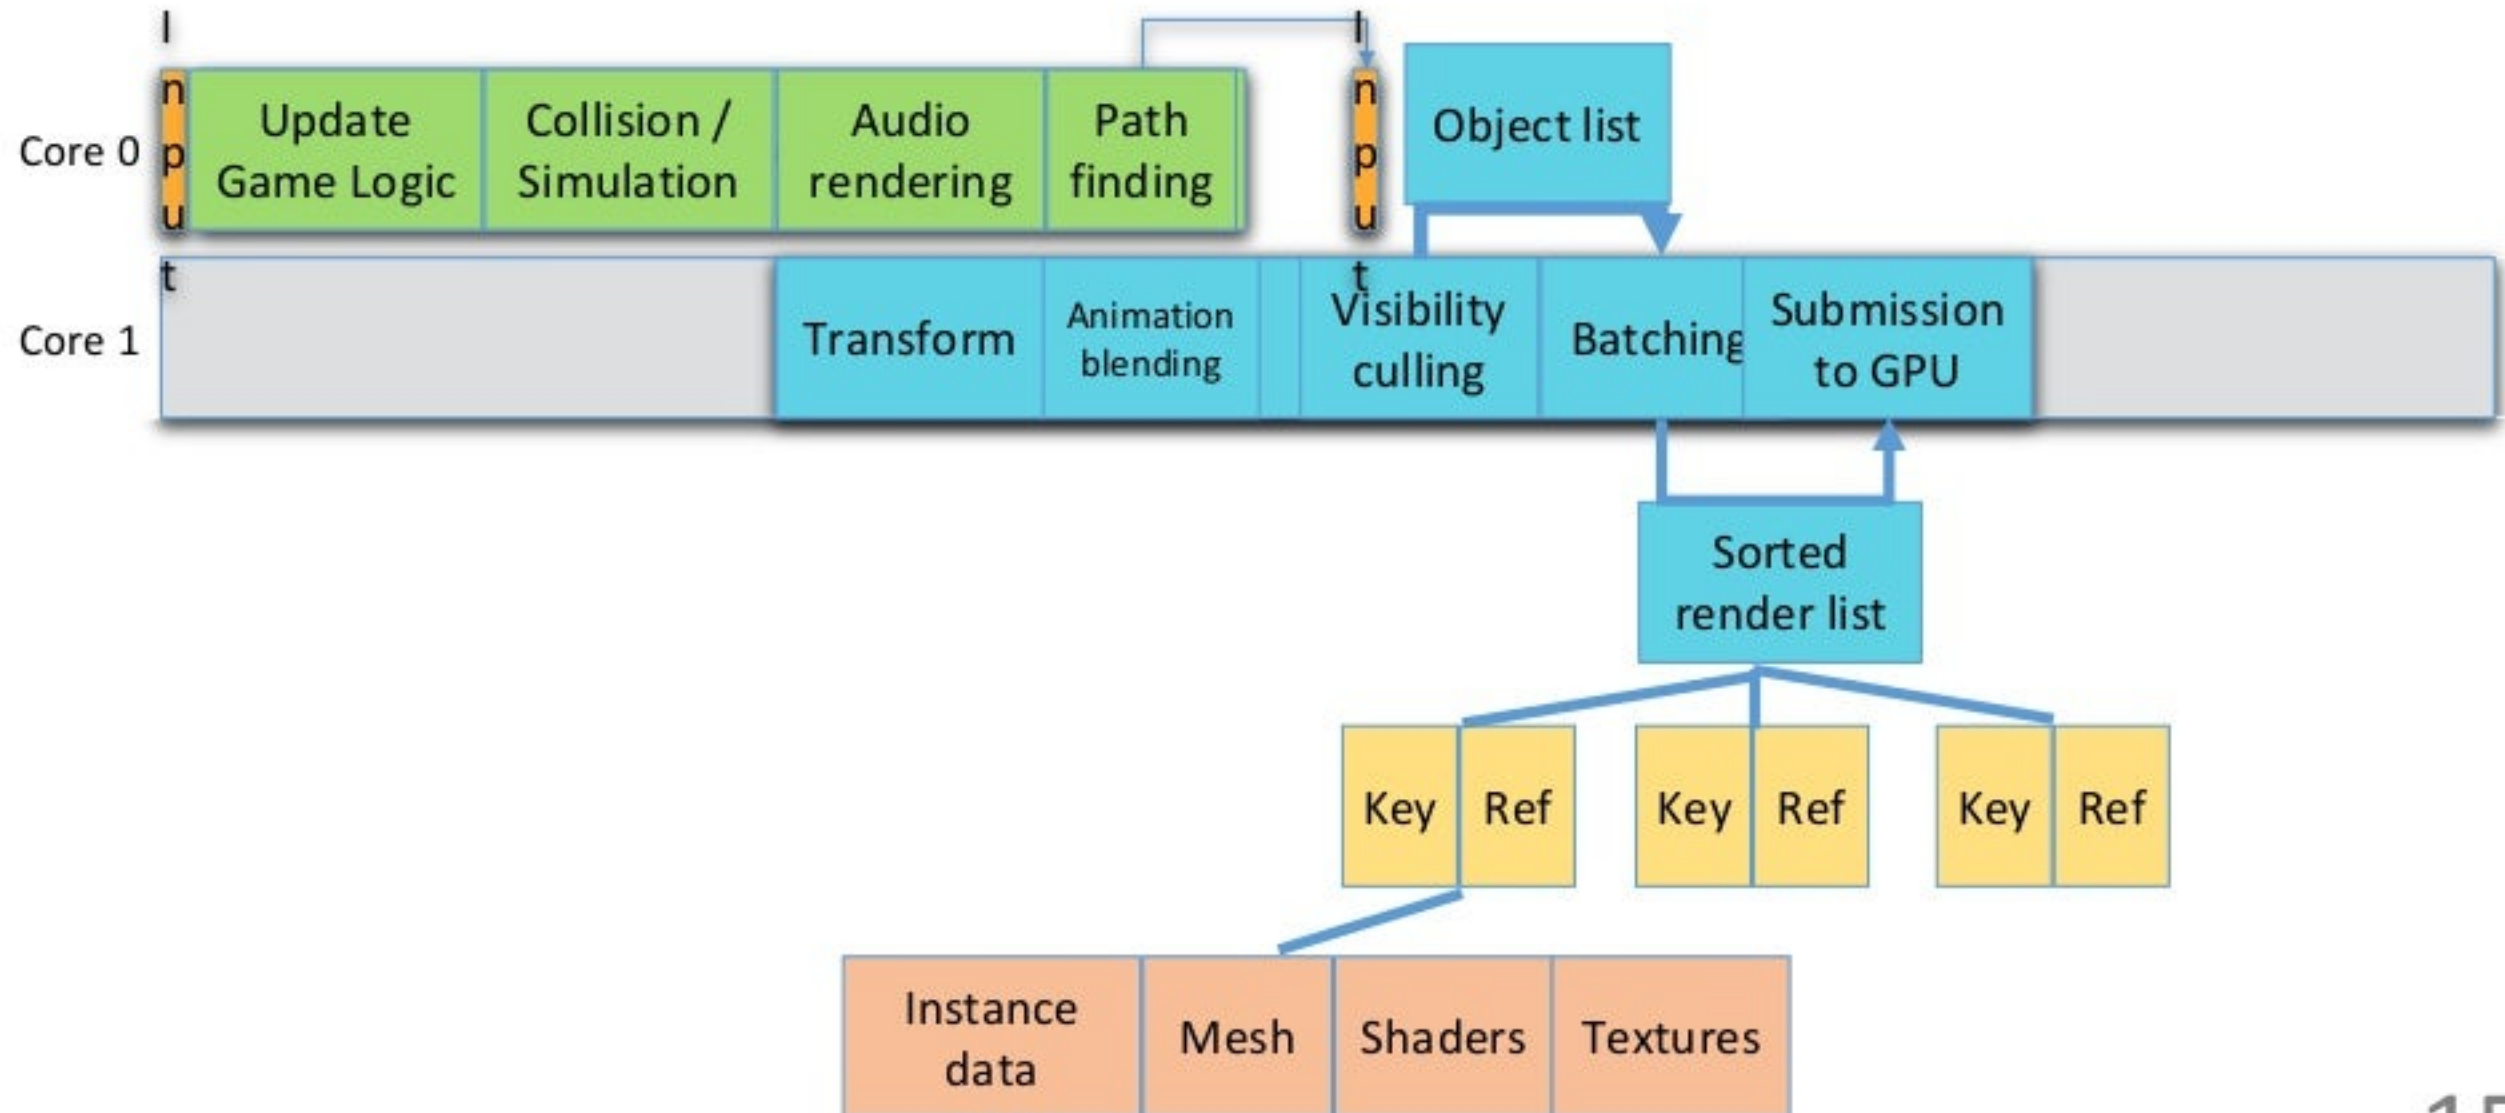 Core 0
Input
Update
Game Logic
Collision /
Simulation
Audio
rendering
Path
finding
Input
Object list
Core 1
Transform
Animation
blending
Visibility
culling
Batching
Submission
to GPU
Sorted
render list
Key
Ref
Key
Ref
Key
Ref
Instance
data
Mesh
Shaders
Textures